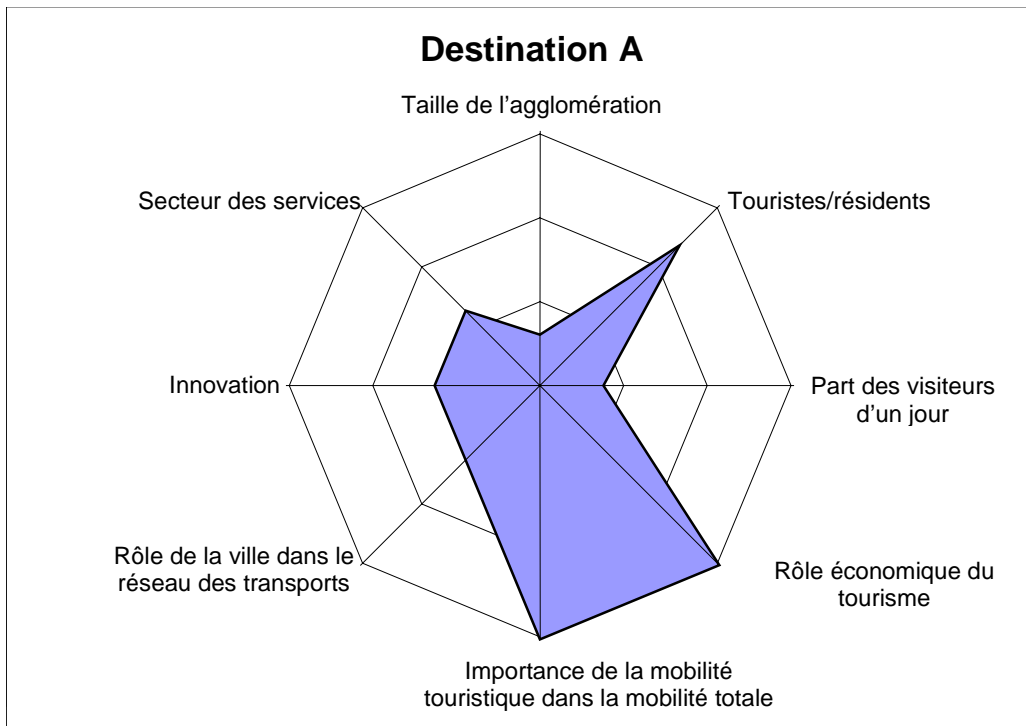 Destination A
Taille de l’agglomération
Secteur des services
Touristes/résidents
Innovation
Part des visiteurs
d’un jour
Rôle de la ville dans le
réseau des transports
Rôle économique du
tourisme
Importance de la mobilité
touristique dans la mobilité totale